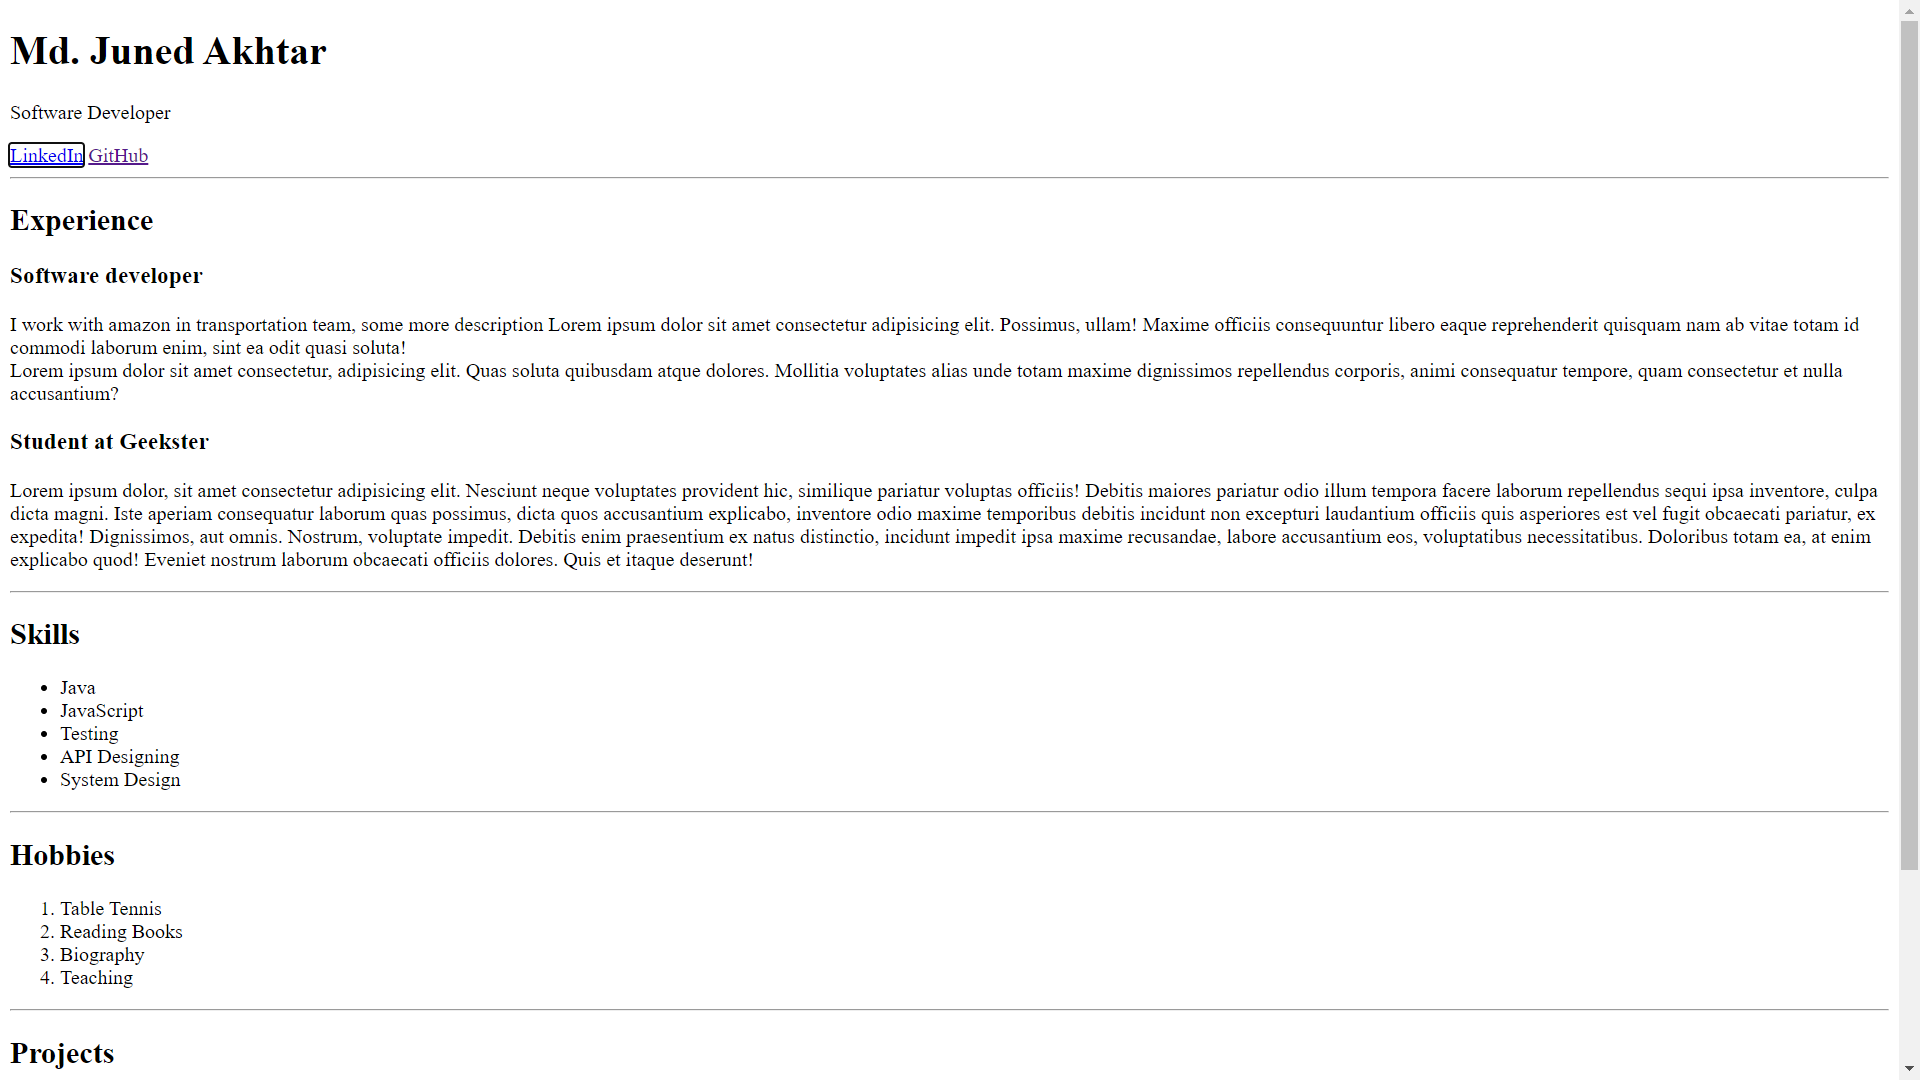 Md. Juned Akhtar
Software Developer
LinkedIn GitHub
Experience
Software developer
I work with amazon in transportation team, some more description Lorem ipsum dolor sit amet consectetur adipisicing elit. Possimus, ullam! Maxime officiis consequuntur libero eaque reprehenderit quisquam nam ab vitae totam id
commodi laborum enim, sint ea odit quasi soluta!
Lorem ipsum dolor sit amet consectetur, adipisicing elit. Quas soluta quibusdam atque dolores. Mollitia voluptates alias unde totam maxime dignissimos repellendus corporis, animi consequatur tempore, quam consectetur et nulla
accusantium?
Student at Geekster
Lorem ipsum dolor, sit amet consectetur adipisicing elit. Nesciunt neque voluptates provident hic, similique pariatur voluptas officiis! Debitis maiores pariatur odio illum tempora facere laborum repellendus sequi ipsa inventore, culpa
dicta magni. Iste aperiam consequatur laborum quas possimus, dicta quos accusantium explicabo, inventore odio maxime temporibus debitis incidunt non excepturi laudantium officiis quis asperiores est vel fugit obcaecati pariatur, ex
expedita! Dignissimos, aut omnis. Nostrum, voluptate impedit. Debitis enim praesentium ex natus distinctio, incidunt impedit ipsa maxime recusandae, labore accusantium eos, voluptatibus necessitatibus. Doloribus totam ea, at enim
explicabo quod! Eveniet nostrum laborum obcaecati officiis dolores. Quis et itaque deserunt!
Skills
• Java
• JavaScript
• Testing
• API Designing
• System Design
Hobbies
1. Table Tennis
2. Reading Books
3. Biography
4. Teaching
Projects